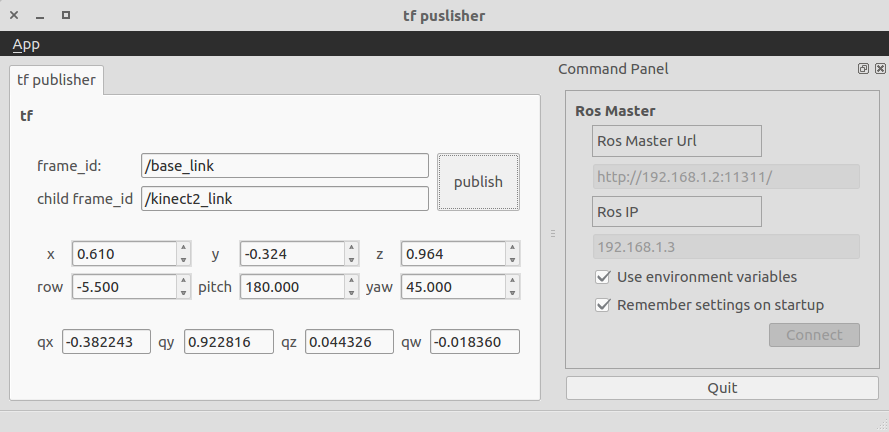 tf puslisher
App
tf publisher
tf
frame_id: /base_link
child frame_id /kinect2_link
publish
x 0.610 y -0.324 z 0.964
row -5.500 pitch 180.000 yaw 45.000
qx -0.382243 qy 0.922816 qz 0.044326 qw -0.018360
Command Panel
Ros Master
Ros Master Url
http://192.168.1.2:11311/
Ros IP
192.168.1.3
Use environment variables
Remember settings on startup
Connect
Quit